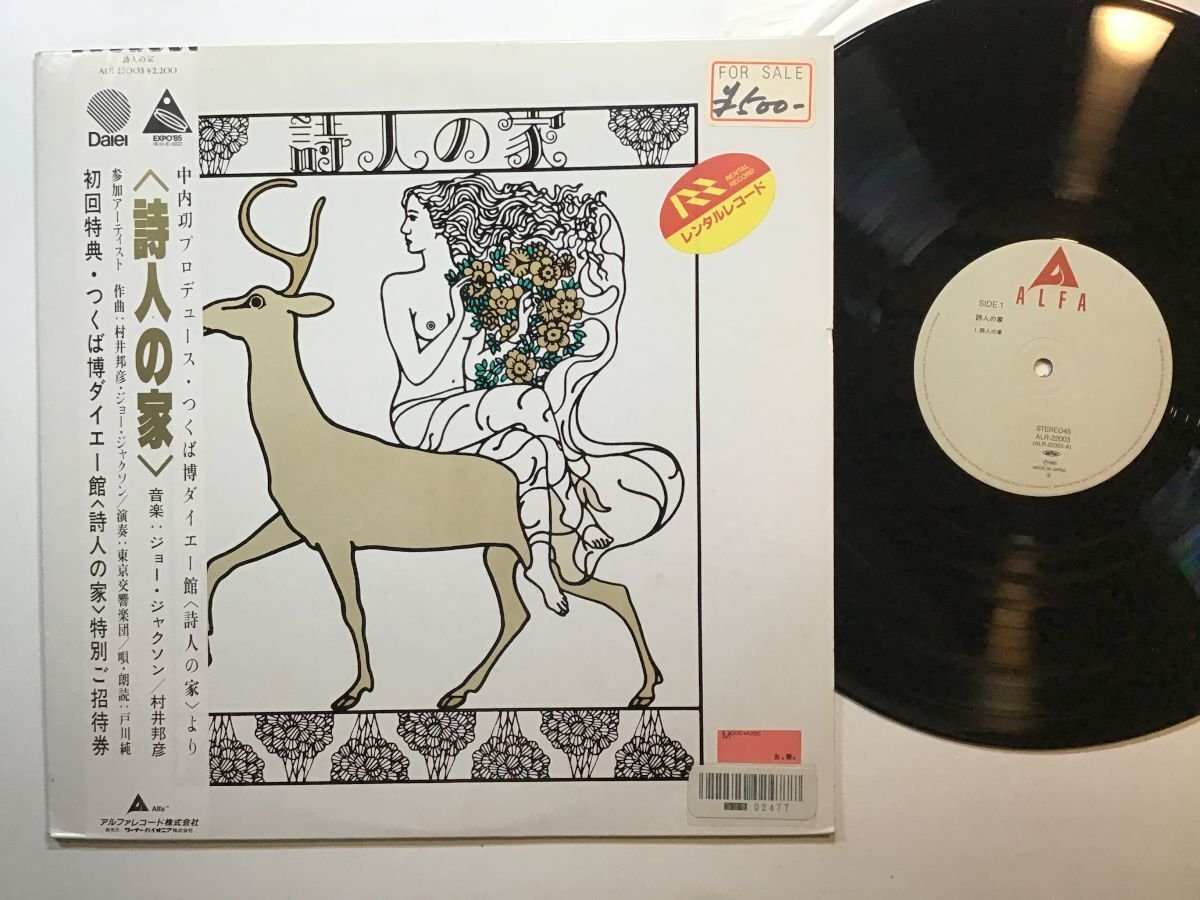 詩人の家
ALR-22003 ¥2,200
Daiei
EXPO'85
中内㓛プロデュース・つくば博ダイエー館〈詩人の家〉より
〈詩人の家〉
音楽:ジョー・ジャクソン/村井邦彦
参加アーティスト 作曲:村井邦彦・ジョー・ジャクソン/演奏:東京交響楽団/唄・朗読:戸川純
初回特典・つくば博ダイエー館〈詩人の家〉特別ご招待券
Alfa™
アルファレコード株式会社
販売元:ワーナー・パイオニア株式会社
詩人の家
FOR SALE
¥500-
RENTAL
RECORD
レンタルレコード
MOOD MUSIC
02477
ALFA
SIDE 1
詩人の家
1. 詩人の家
STEREO45
ALR-22003
(ALR-22003-A)
Ⓟ1985
MADE IN JAPAN